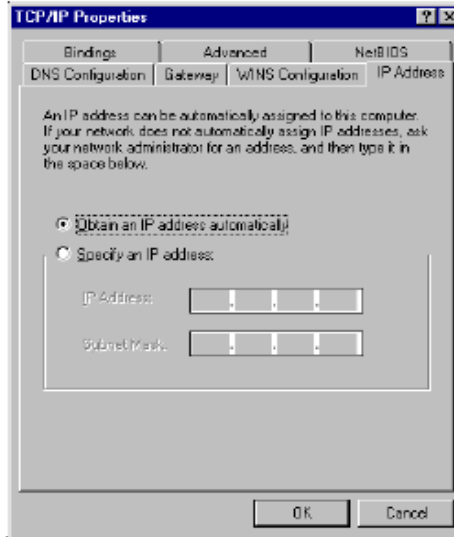 TCP/IP Properties
Bindings Advanced NetBIOS
DNS Configuration Gateway WINS Configuration IP Address
An IP address can be automatically assigned to this computer.
If your network does not automatically assign IP addresses, ask
your network administrator for an address, and then type it in
the space below.
Obtain an IP address automatically
Specify an IP address:
IP Address:
Subnet Mask:
OK Cancel